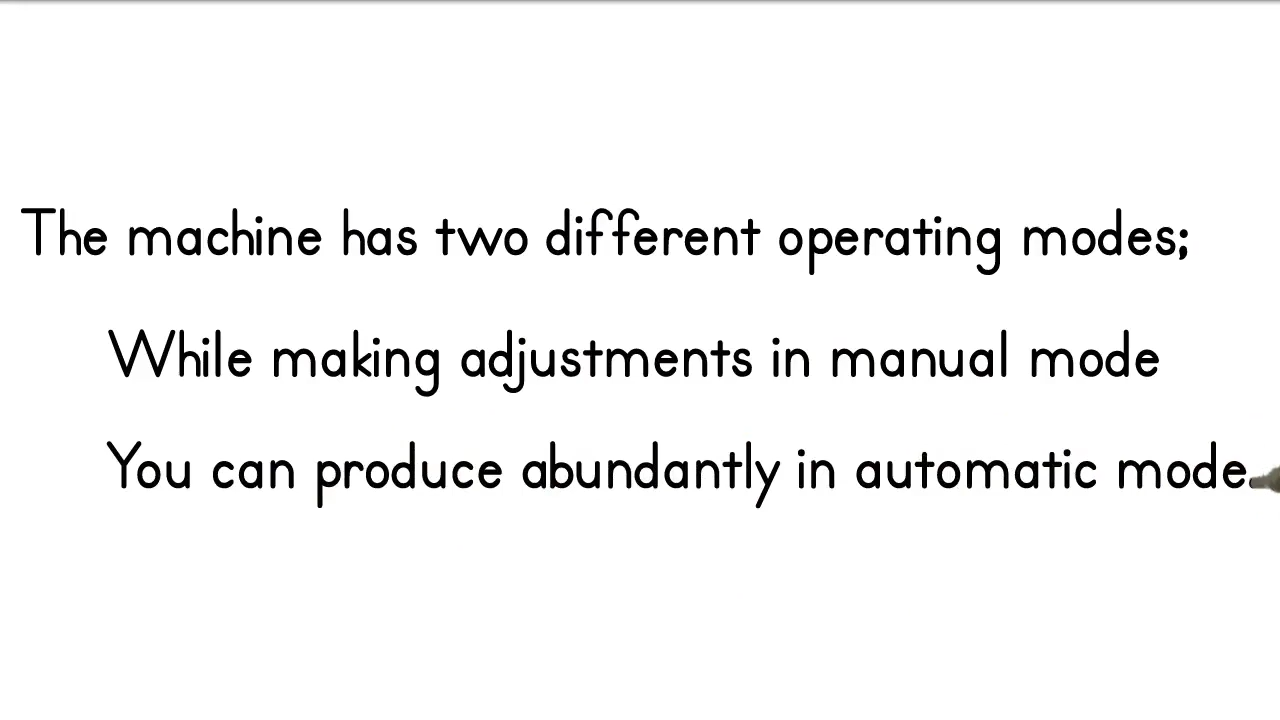 The machine has two different operating modes;
While making adjustments in manual mode
You can produce abundantly in automatic mode.